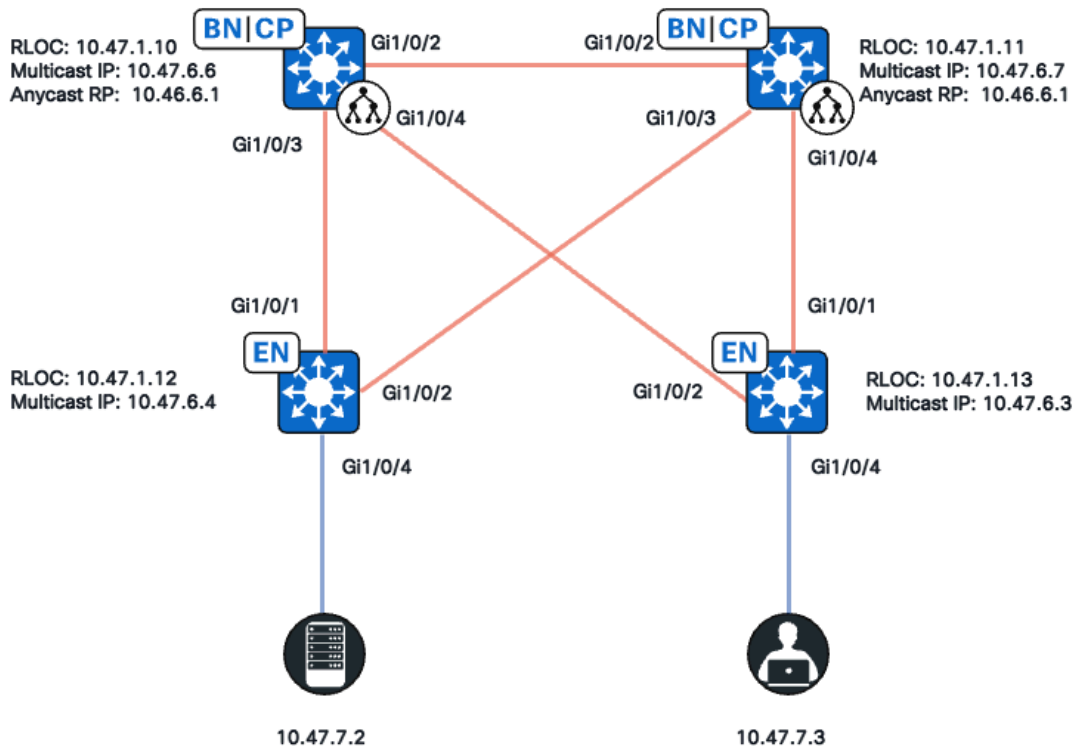 BN|CP
RLOC: 10.47.1.10
Multicast IP: 10.47.6.6
Anycast RP: 10.46.6.1
Gi1/0/2
Gi1/0/4
Gi1/0/3
BN|CP
Gi1/0/2
RLOC: 10.47.1.11
Multicast IP: 10.47.6.7
Anycast RP: 10.46.6.1
Gi1/0/3
Gi1/0/4
Gi1/0/1
EN
RLOC: 10.47.1.12
Multicast IP: 10.47.6.4
Gi1/0/2
Gi1/0/4
Gi1/0/1
EN
Gi1/0/2
RLOC: 10.47.1.13
Multicast IP: 10.47.6.3
Gi1/0/4
10.47.7.2
10.47.7.3